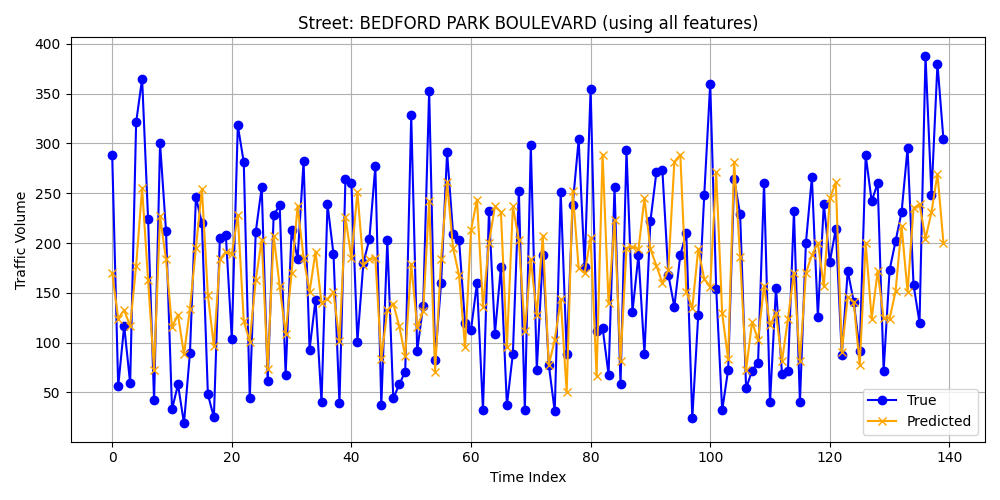 Street: BEDFORD PARK BOULEVARD (using all features)
Traffic Volume
400
350
300
250
200
150
100
50
0 20 40 60 80 100 120 140
Time Index
True
Predicted